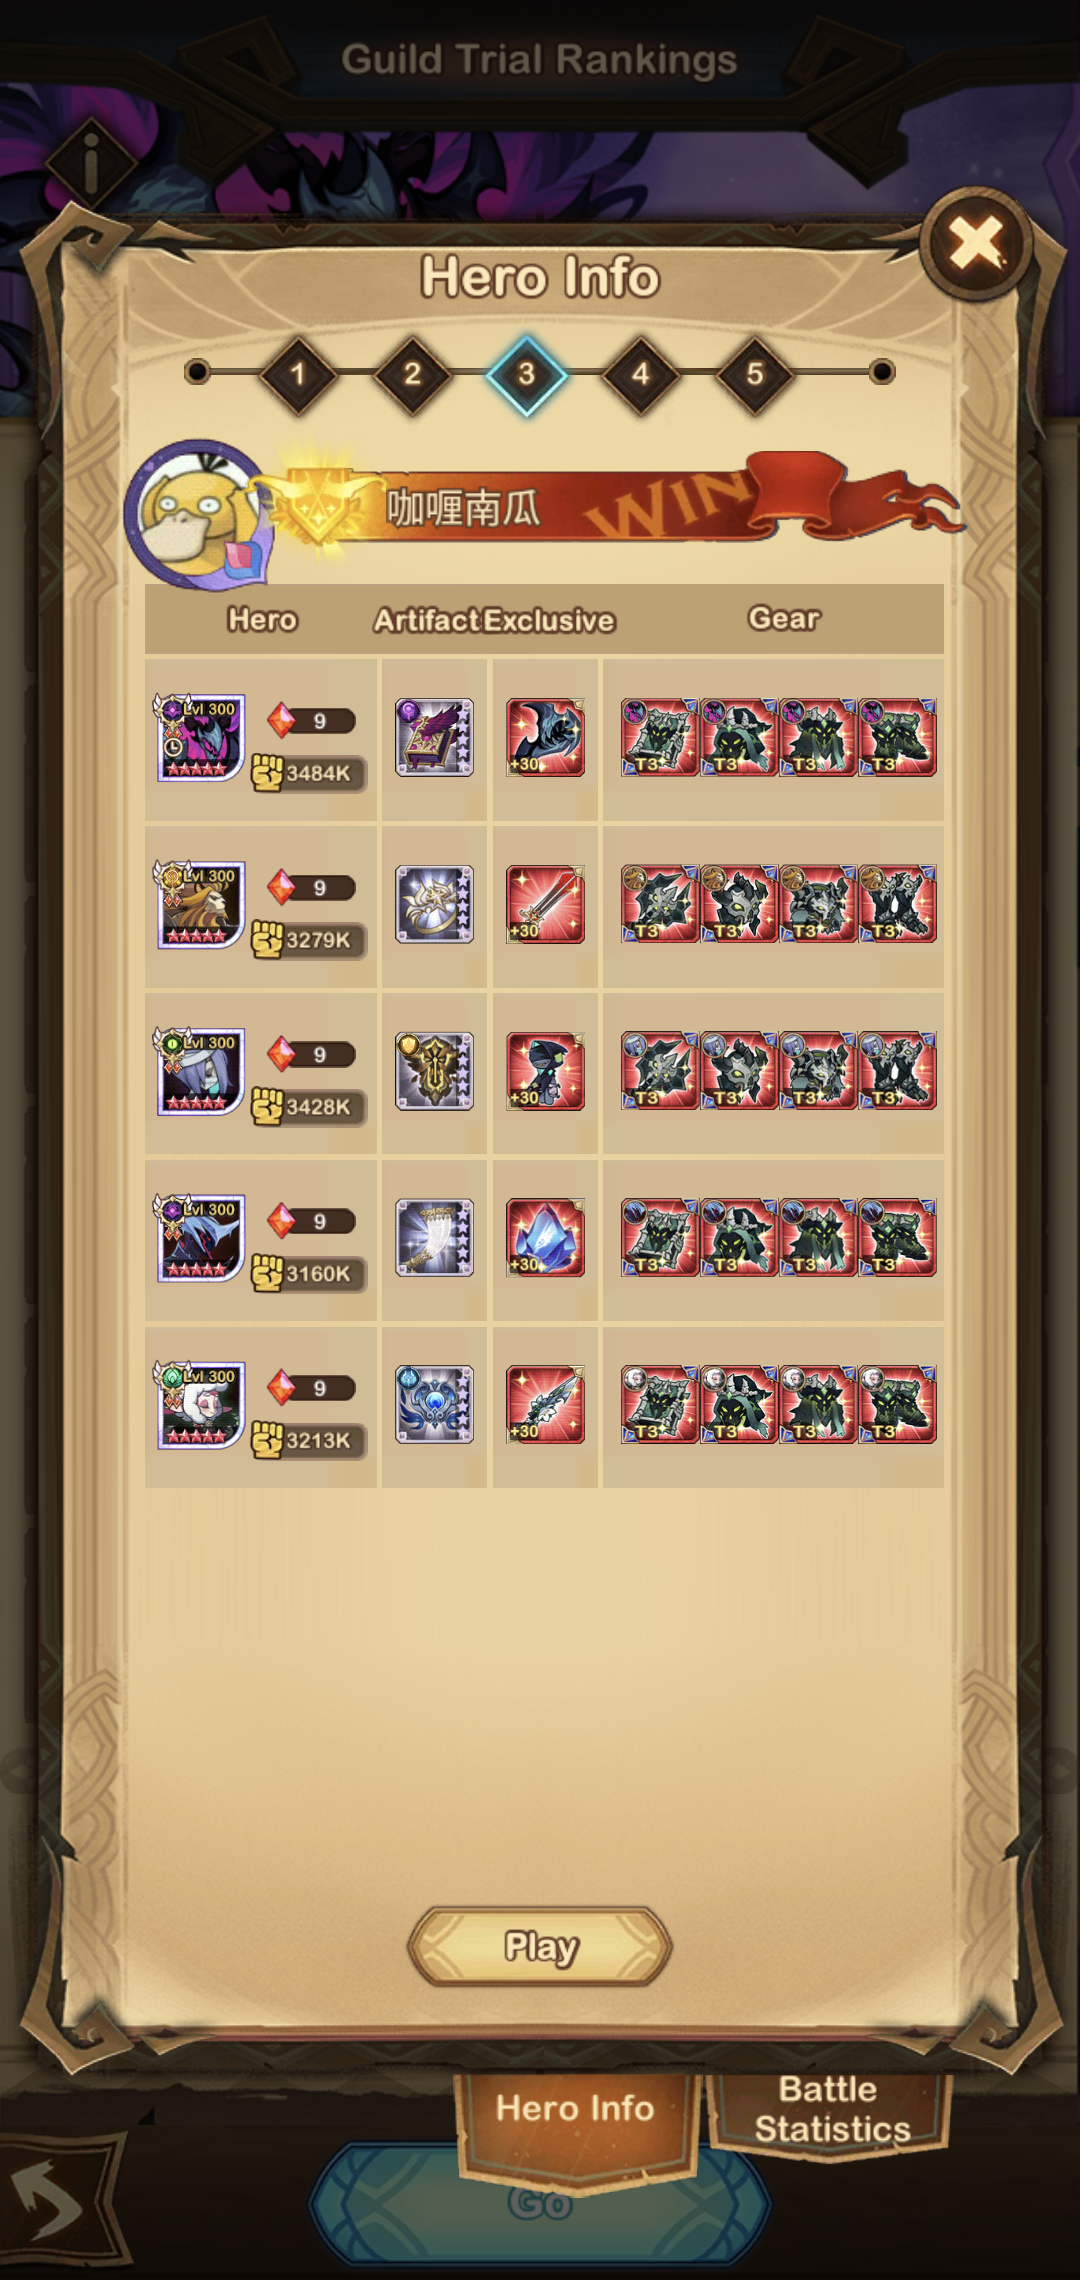 Guild Trial Rankings
Hero Info
1 2 3 4 5
咖喱南瓜 WIN
Hero Artifact Exclusive Gear
Lvl 300 9 3484K +30 T3 T3 T3 T3
Lvl 300 9 3279K +30 T3 T3 T3 T3
Lvl 300 9 3428K +30 T3 T3 T3 T3
Lvl 300 9 3160K +30 T3 T3 T3 T3
Lvl 300 9 3213K +30 T3 T3 T3 T3
Play
Hero Info
Battle
Statistics
Go